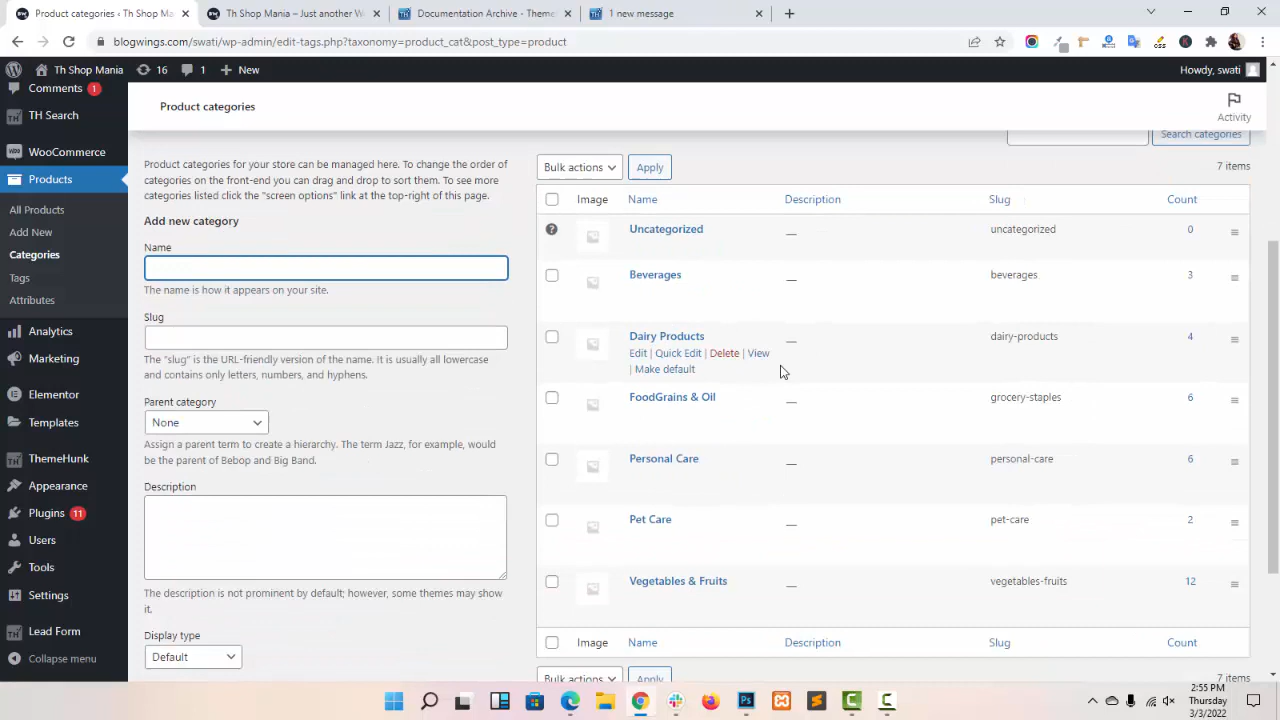 Product categories ‹ Th Shop Ma
Th Shop Mania – Just another W
Documentation Archive - Theme
1 new message
blogwings.com/swati/wp-admin/edit-tags.php?taxonomy=product_cat&post_type=product
Th Shop Mania
16
1
New
Howdy, swati
Comments 1
TH Search
WooCommerce
Products
All Products
Add New
Categories
Tags
Attributes
Analytics
Marketing
Elementor
Templates
ThemeHunk
Appearance
Plugins 11
Users
Tools
Settings
Lead Form
Collapse menu
Product categories
Activity
Product categories for your store can be managed here. To change the order of
categories on the front-end you can drag and drop to sort them. To see more
categories listed click the "screen options" link at the top-right of this page.
Add new category
Name
The name is how it appears on your site.
Slug
The “slug” is the URL-friendly version of the name. It is usually all lowercase
and contains only letters, numbers, and hyphens.
Parent category
None
Assign a parent term to create a hierarchy. The term Jazz, for example, would
be the parent of Bebop and Big Band.
Description
The description is not prominent by default; however, some themes may show
it.
Display type
Default
Search categories
Bulk actions
Apply
7 items
Image Name Description Slug Count
Uncategorized — uncategorized 0
Beverages — beverages 3
Dairy Products — dairy-products 4
Edit | Quick Edit | Delete | View
| Make default
FoodGrains & Oil — grocery-staples 6
Personal Care — personal-care 6
Pet Care — pet-care 2
Vegetables & Fruits — vegetables-fruits 12
Image Name Description Slug Count
Bulk actions
Apply
7 items
2:55 PM
Thursday
3/3/2022